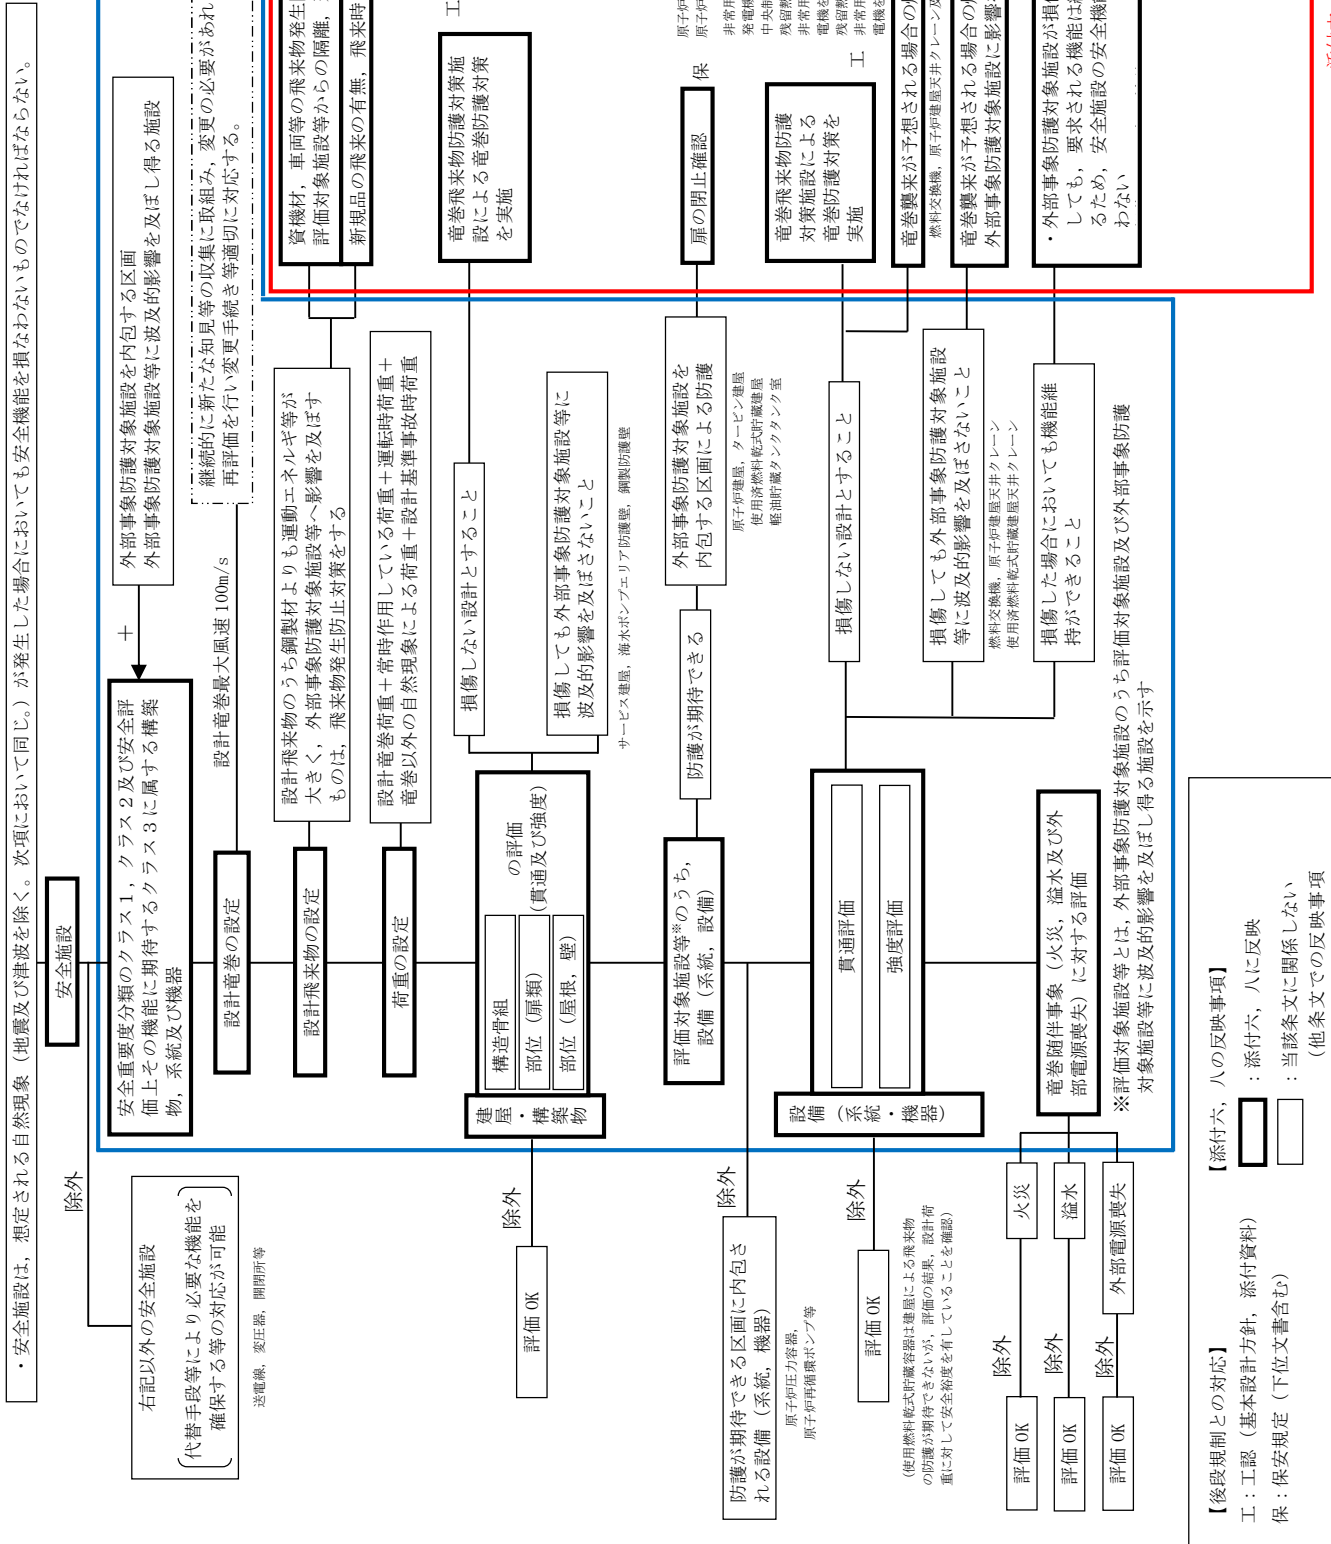 ・安全施設は，想定される自然現象（地震及び津波を除く。次項において同じ。）が発生した場合においても安全機能を損なわないものでなければならない。
安全施設
除外
右記以外の安全施設
代替手段等により必要な機能を
確保する等の対応が可能
送電線，変圧器，開閉所等
安全重要度分類のクラス１，クラス２及び安全評
価上その機能に期待するクラス３に属する構築
物，系統及び機器
＋
外部事象防護対象施設を内包する区画
外部事象防護対象施設等に波及的影響を及ぼし得る施設
設計竜巻の設定
設計竜巻最大風速100m/s
継続的に新たな知見等の収集に取組み，変更の必要があれ
再評価を行い変更手続き等適切に対応する。
設計飛来物の設定
設計飛来物のうち鋼製材よりも運動エネルギ等が
大きく，外部事象防護対象施設等へ影響を及ぼす
ものは，飛来物発生防止対策をする
資機材，車両等の飛来物発生
評価対象施設等からの隔離，
新規品の飛来の有無，飛来時
荷重の設定
設計竜巻荷重＋常時作用している荷重＋運転時荷重＋
竜巻以外の自然現象による荷重＋設計基準事故時荷重
建屋・構築物
構造骨組
部位（扉類）
部位（屋根，壁）
の評価
（貫通及び強度）
除外
評価OK
損傷しない設計とすること
竜巻飛来物防護対策施
設による竜巻防護対策
を実施
工
損傷しても外部事象防護対象施設等に
波及的影響を及ぼさないこと
サービス建屋，海水ポンプエリア防護壁，鋼製防護壁
評価対象施設等※のうち，
設備（系統，設備）
防護が期待できる
外部事象防護対象施設を
内包する区画による防護
原子炉建屋，タービン建屋
使用済燃料乾式貯蔵建屋
軽油貯蔵タンクタンク室
扉の閉止確認
保
除外
防護が期待できる区画に内包さ
れる設備（系統，機器）
原子炉圧力容器，
原子炉再循環ポンプ等
設備（系統・機器）
貫通評価
強度評価
除外
評価OK
(使用燃料乾式貯蔵容器は建屋による飛来物
の防護が期待できないが，評価の結果，設計荷
重に対して安全裕度を有していることを確認)
損傷しない設計とすること
竜巻飛来物防護
対策施設による
竜巻防護対策を
実施
工
竜巻襲来が予想される場合の
燃料交換機，原子炉建屋天井クレーン及
損傷しても外部事象防護対象施設
等に波及的影響を及ぼさないこと
燃料交換機，原子炉建屋天井クレーン
使用済燃料乾式貯蔵建屋天井クレーン
竜巻襲来が予想される場合の
外部事象防護対象施設に影響
損傷した場合においても機能維
持ができること
・外部事象防護対象施設が損傷
しても，要求される機能は
るため，安全施設の安全機能
わない
竜巻随伴事象（火災，溢水及び外
部電源喪失）に対する評価
火災
溢水
外部電源喪失
除外
除外
除外
評価OK
評価OK
評価OK
※評価対象施設等とは，外部事象防護対象施設のうち評価対象施設及び外部事象防護
対象施設等に波及的影響を及ぼし得る施設を示す
【後段規制との対応】
工：工認（基本設計方針，添付資料）
保：保安規定（下位文書含む）
【添付六，八の反映事項】
：添付六，八に反映
：当該条文に関係しない
（他条文での反映事項